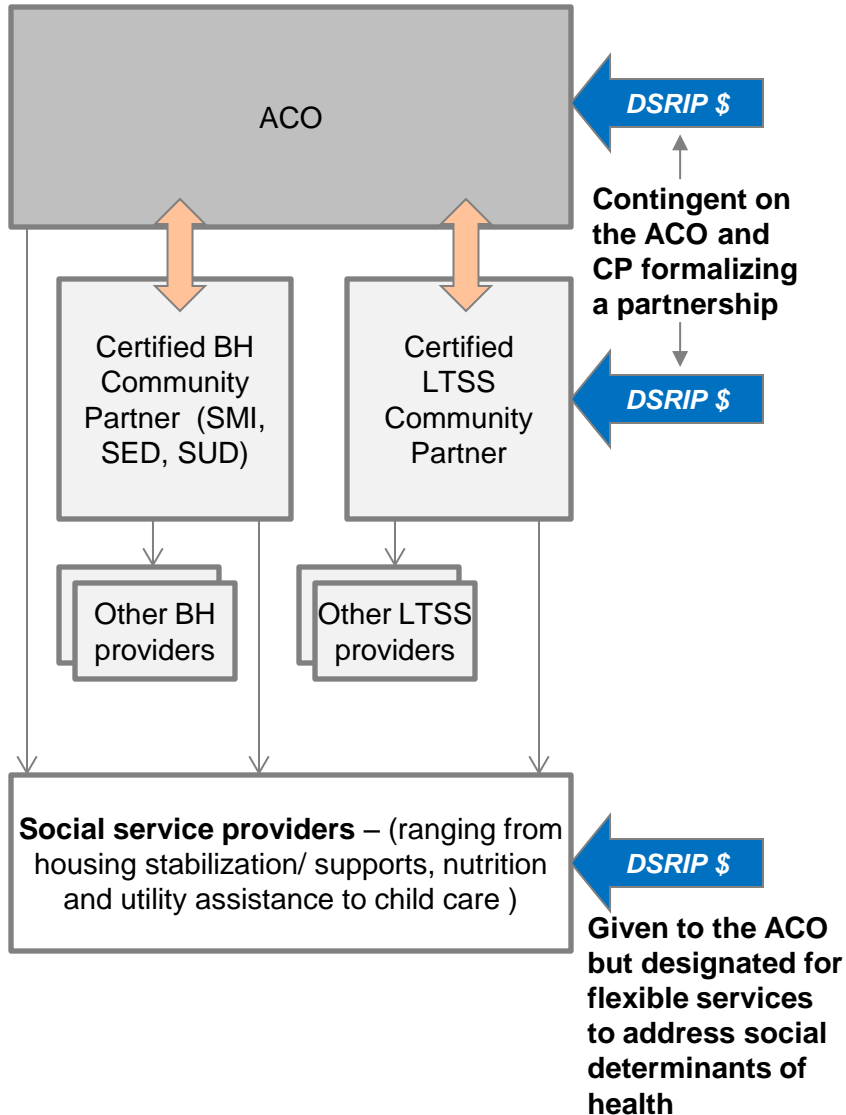 ACO
DSRIP $
Contingent on
the ACO and
CP formalizing
a partnership
Certified BH
Community
Partner (SMI,
SED, SUD)
Certified
LTSS
Community
Partner
DSRIP $
Other BH
providers
Other LTSS
providers
Social service providers – (ranging from
housing stabilization/ supports, nutrition
and utility assistance to child care )
DSRIP $
Given to the ACO
but designated for
flexible services
to address social
determinants of
health